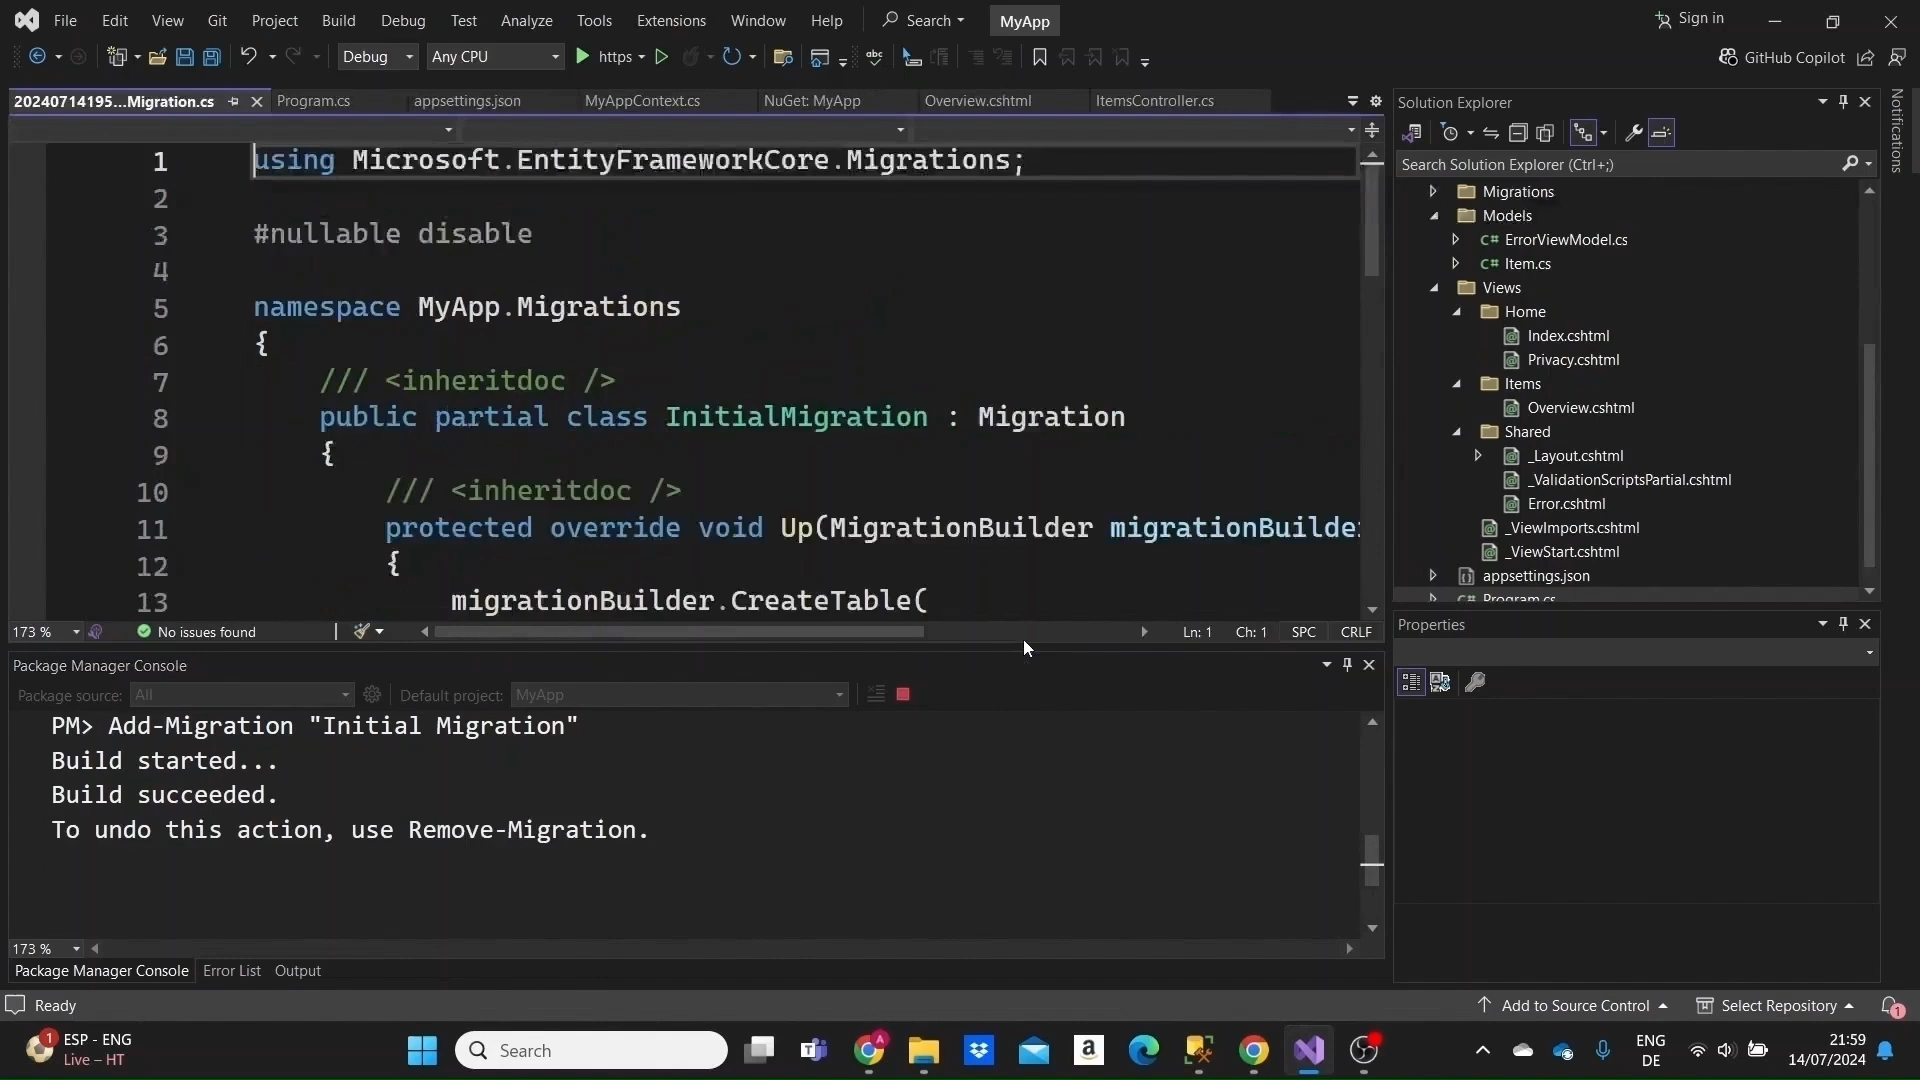 File Edit View Git Project Build Debug Test Analyze Tools Extensions Window Help Search MyApp Sign in
Debug Any CPU https abc GitHub Copilot
20240714195...Migration.cs Program.cs appsettings.json MyAppContext.cs NuGet: MyApp Overview.cshtml ItemsController.cs
1 using Microsoft.EntityFrameworkCore.Migrations;
2
3 #nullable disable
4
5 namespace MyApp.Migrations
6 {
7 /// <inheritdoc />
8 public partial class InitialMigration : Migration
9 {
10 /// <inheritdoc />
11 protected override void Up(MigrationBuilder migrationBuilde
12 {
13 migrationBuilder.CreateTable(
173 % No issues found Ln: 1 Ch: 1 SPC CRLF
Package Manager Console
Package source: All Default project: MyApp
PM> Add-Migration "Initial Migration"
Build started...
Build succeeded.
To undo this action, use Remove-Migration.
173 %
Package Manager Console Error List Output
Solution Explorer
Search Solution Explorer (Ctrl+;)
Migrations
Models
C# ErrorViewModel.cs
C# Item.cs
Views
Home
Index.cshtml
Privacy.cshtml
Items
Overview.cshtml
Shared
_Layout.cshtml
_ValidationScriptsPartial.cshtml
Error.cshtml
_ViewImports.cshtml
_ViewStart.cshtml
appsettings.json
C# Program.cs
Properties
Notifications
Ready Add to Source Control Select Repository 1
1 ESP - ENG
Live – HT
Search
A
a
ENG
DE
21:59
14/07/2024